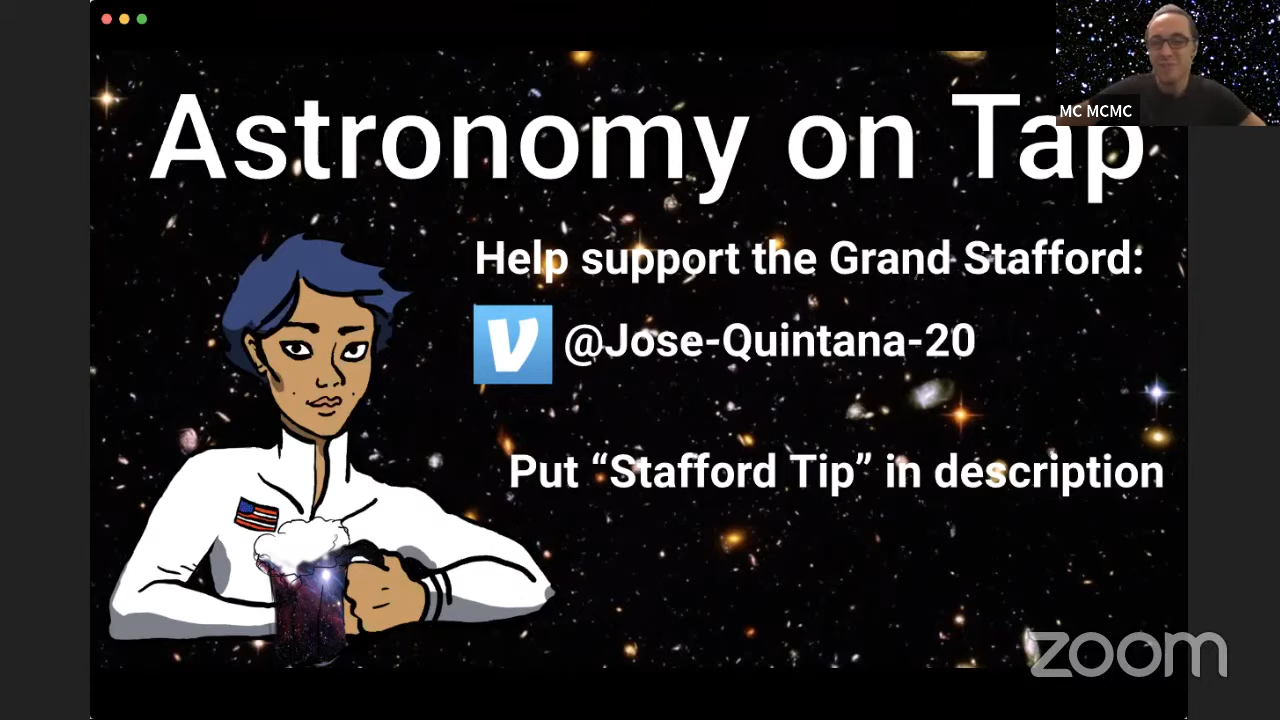 MC MCMC
Astronomy on Tap
Help support the Grand Stafford:
@Jose-Quintana-20
Put “Stafford Tip” in description
zoom